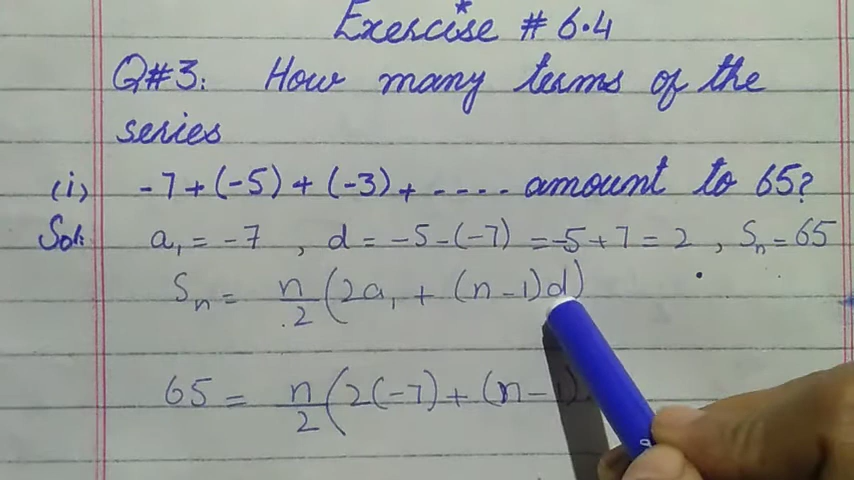 Exercise # 6.4
Q#3: How many terms of the
series
(i) -7+(-5)+(-3)+ - - - - amount to 65?
Sol: a₁ = -7 , d = -5-(-7) = -5+7 = 2 , Sₙ = 65
Sₙ = n/2 (2a₁ + (n-1)d)
65 = n/2 (2(-7) + (n-1)